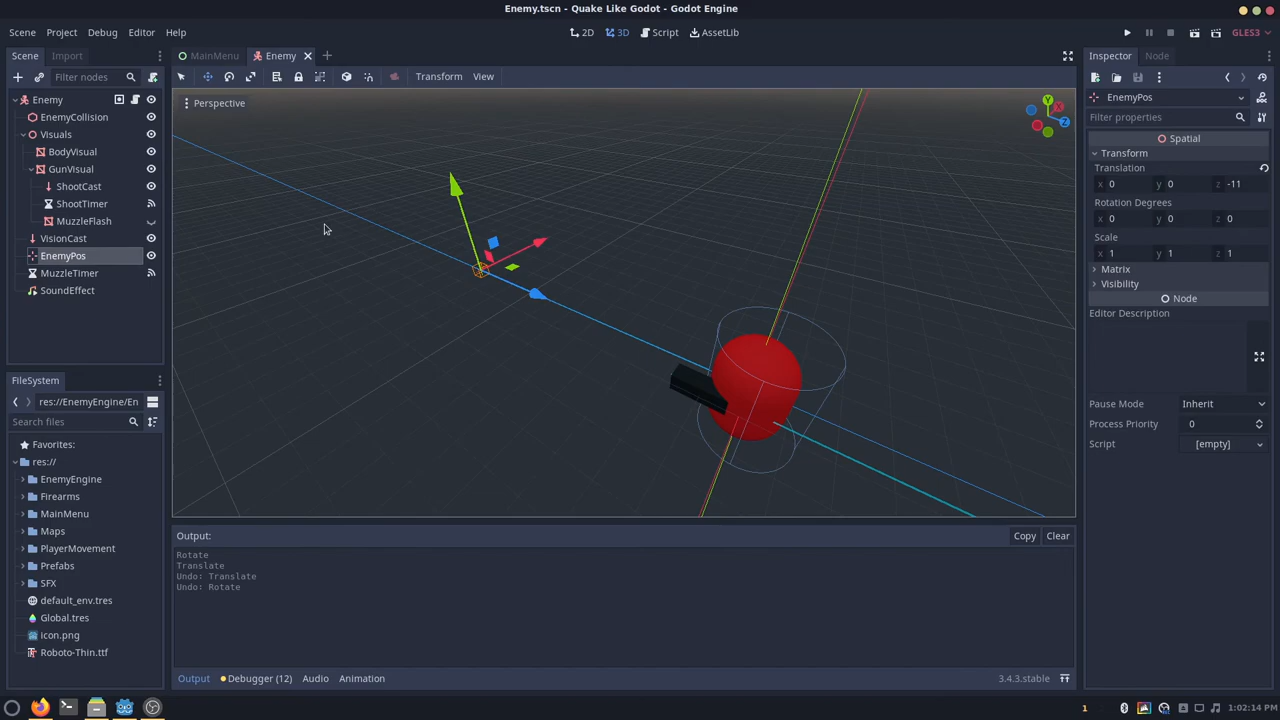 Enemy.tscn - Quake Like Godot - Godot Engine
Scene Project Debug Editor Help
2D 3D Script AssetLib
GLES3
Scene Import
MainMenu Enemy
Inspector Node
Filter nodes
Transform View
Enemy
EnemyCollision
Visuals
BodyVisual
GunVisual
ShootCast
ShootTimer
MuzzleFlash
VisionCast
EnemyPos
MuzzleTimer
SoundEffect
Perspective
Y
X
Z
EnemyPos
Filter properties
Spatial
Transform
Translation
x 0 y 0 z -11
Rotation Degrees
x 0 y 0 z 0
Scale
x 1 y 1 z 1
Matrix
Visibility
Node
Editor Description
Pause Mode Inherit
Process Priority 0
Script [empty]
FileSystem
res://EnemyEngine/En
Search files
Favorites:
res://
EnemyEngine
Firearms
MainMenu
Maps
PlayerMovement
Prefabs
SFX
default_env.tres
Global.tres
icon.png
Roboto-Thin.ttf
Output: Copy Clear
Rotate
Translate
Undo: Translate
Undo: Rotate
Output Debugger (12) Audio Animation 3.4.3.stable
1 1:02:14 PM